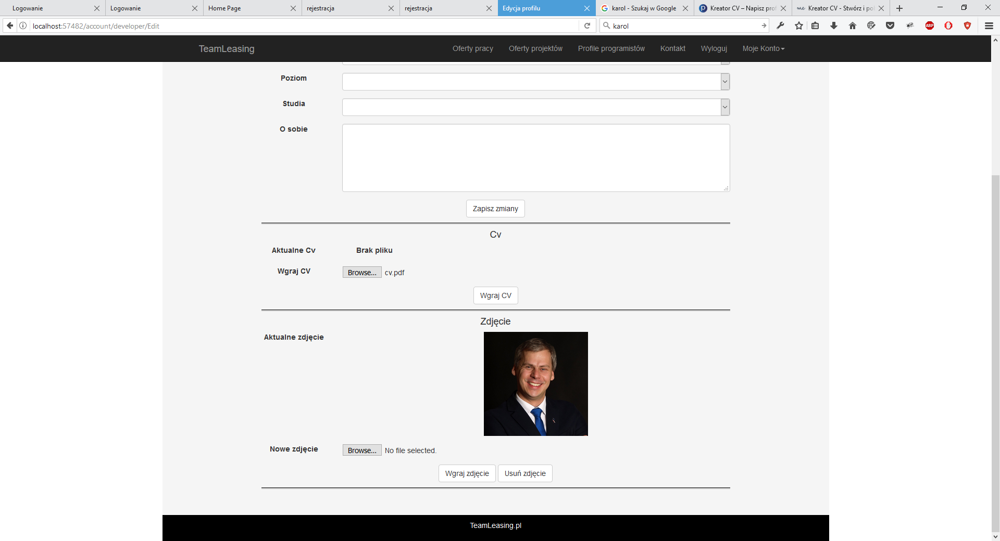 Logowanie Logowanie Home Page rejestracja rejestracja Edycja profilu karol - Szukaj w Google Kreator CV – Napisz prof Kreator CV - Stwórz i po
localhost:57482/account/developer/Edit karol ABP
TeamLeasing Oferty pracy Oferty projektów Profile programistów Kontakt Wyloguj Moje Konto
Poziom
Studia
O sobie
Zapisz zmiany
Cv
Aktualne Cv Brak pliku
Wgraj CV Browse... cv.pdf
Wgraj CV
Zdjęcie
Aktualne zdjęcie
Nowe zdjęcie Browse... No file selected.
Wgraj zdjęcie Usuń zdjęcie
TeamLeasing.pl